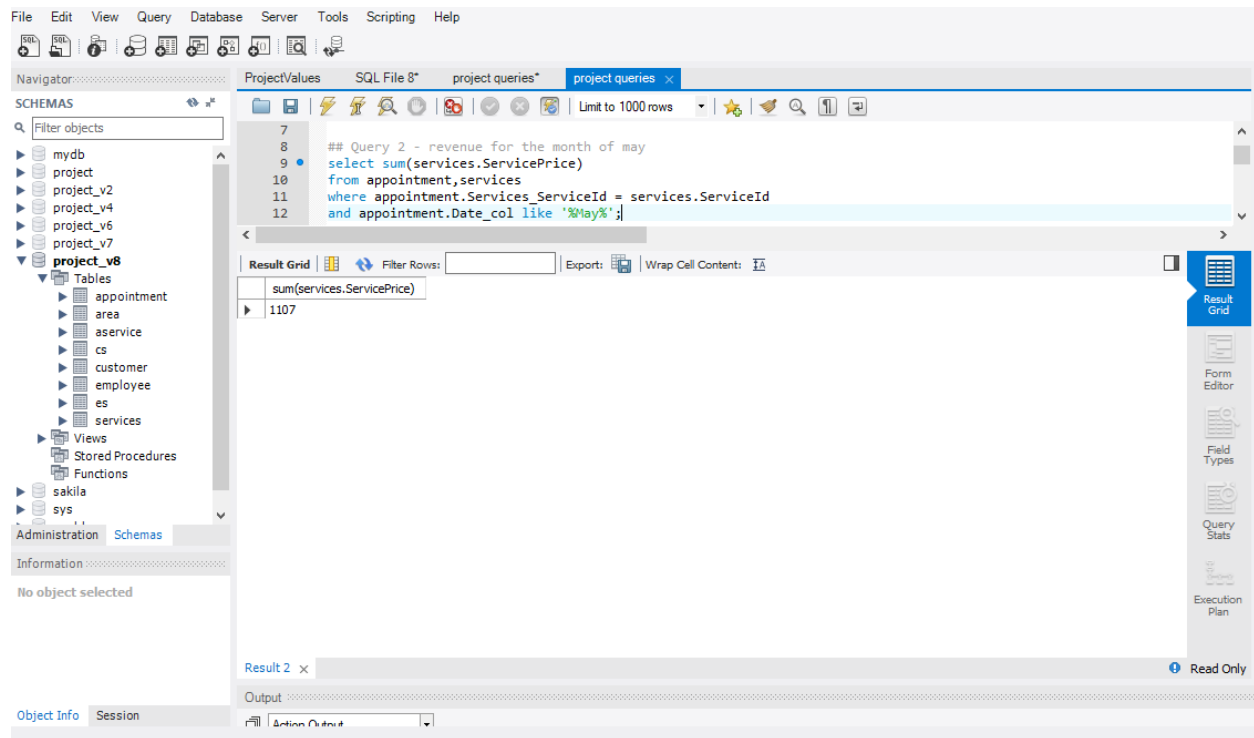 File Edit View Query Database Server Tools Scripting Help
SQL SQL
Navigator
SCHEMAS
Filter objects
mydb
project
project_v2
project_v4
project_v6
project_v7
project_v8
Tables
appointment
area
aservice
cs
customer
employee
es
services
Views
Stored Procedures
Functions
sakila
sys
Administration Schemas
Information
No object selected
Object Info Session
ProjectValues SQL File 8* project queries* project queries
Limit to 1000 rows
7
8 ## Query 2 - revenue for the month of may
9 select sum(services.ServicePrice)
10 from appointment,services
11 where appointment.Services_ServiceId = services.ServiceId
12 and appointment.Date_col like '%May%';
Result Grid Filter Rows: Export: Wrap Cell Content: IA
sum(services.ServicePrice)
1107
Result Grid
Form Editor
Field Types
Query Stats
Execution Plan
Result 2 Read Only
Output
Action Output